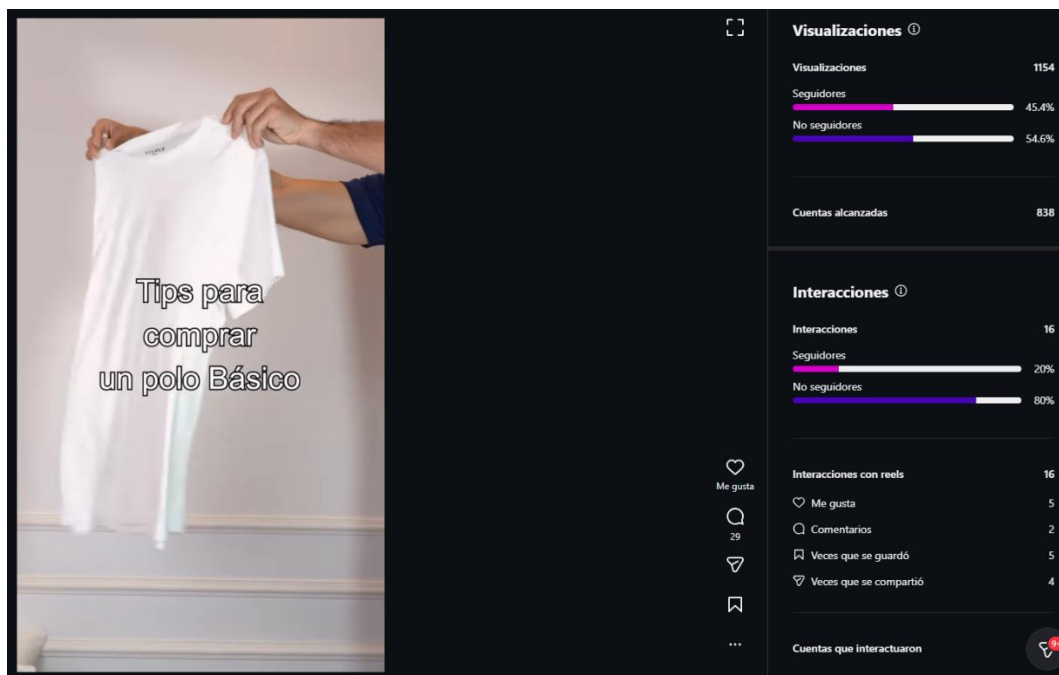 Tips para
comprar
un polo Básico
Me gusta
29
Visualizaciones
Visualizaciones 1154
Seguidores
45.4%
No seguidores
54.6%
Cuentas alcanzadas 838
Interacciones
Interacciones 16
Seguidores
20%
No seguidores
80%
Interacciones con reels 16
Me gusta 5
Comentarios 2
Veces que se guardó 5
Veces que se compartió 4
Cuentas que interactuaron